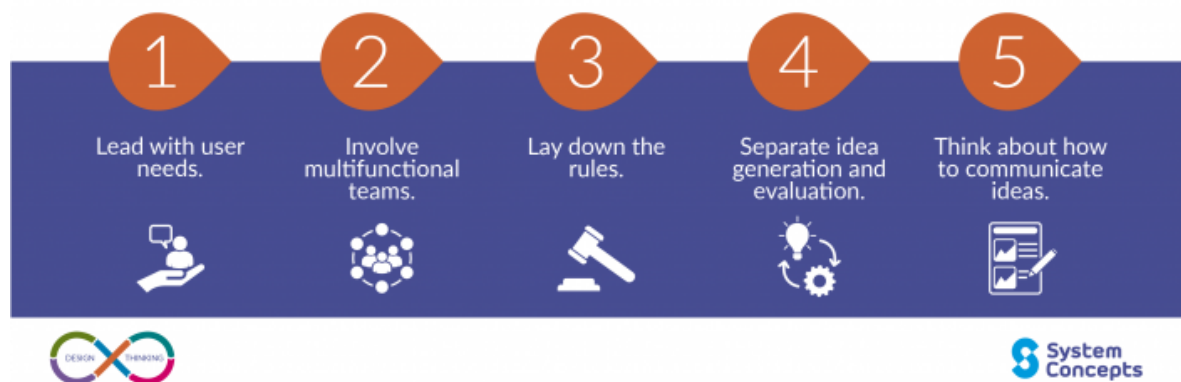 1
2
3
4
5
Lead with user
needs.
Involve
multifunctional
teams.
Lay down the
rules.
Separate idea
generation and
evaluation.
Think about how
to communicate
ideas.
DESIGN
THINKING
System
Concepts